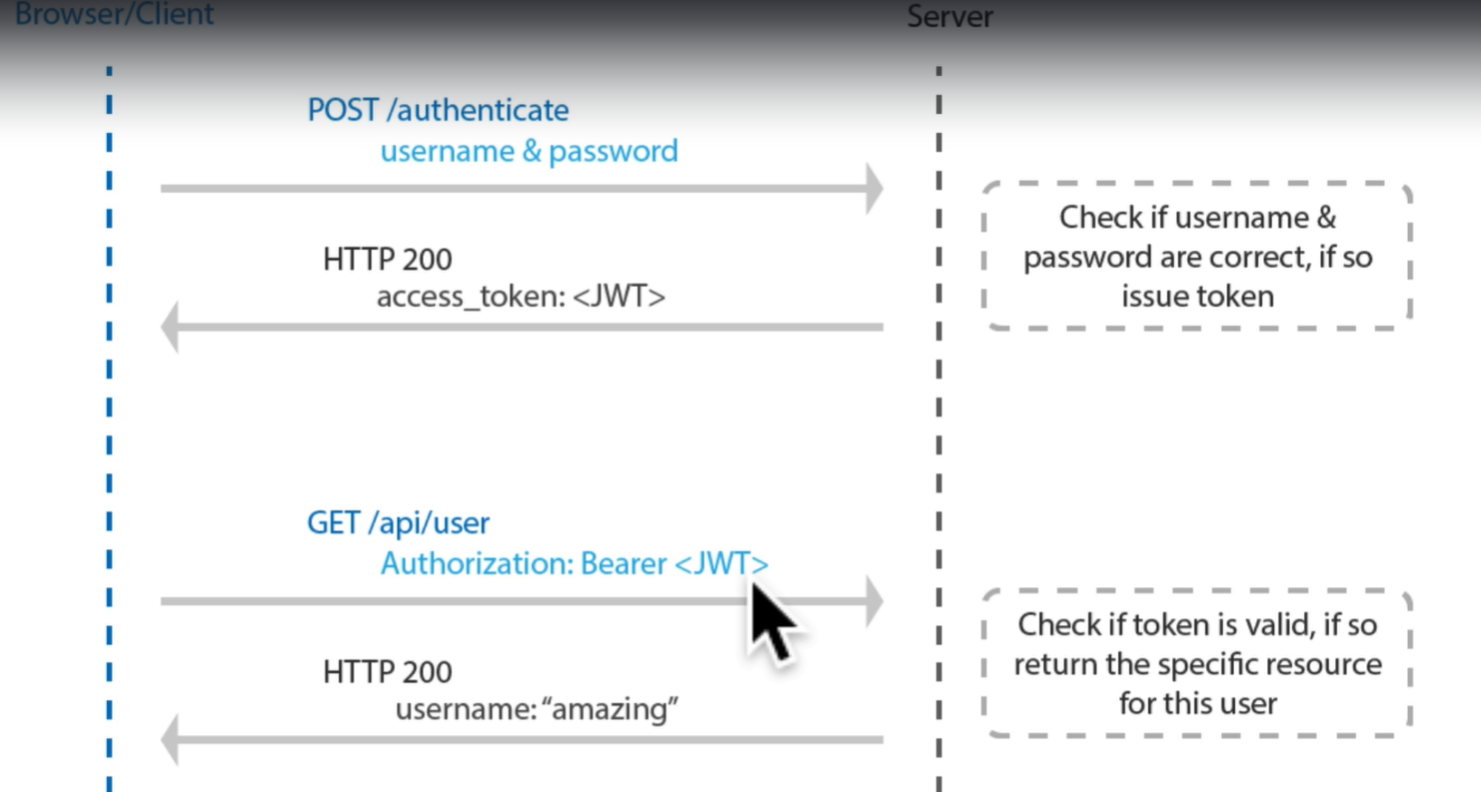 Browser/Client
Server
POST /authenticate
username & password
Check if username &
password are correct, if so
issue token
HTTP 200
access_token: <JWT>
GET /api/user
Authorization: Bearer <JWT>
Check if token is valid, if so
return the specific resource
for this user
HTTP 200
username: “amazing”